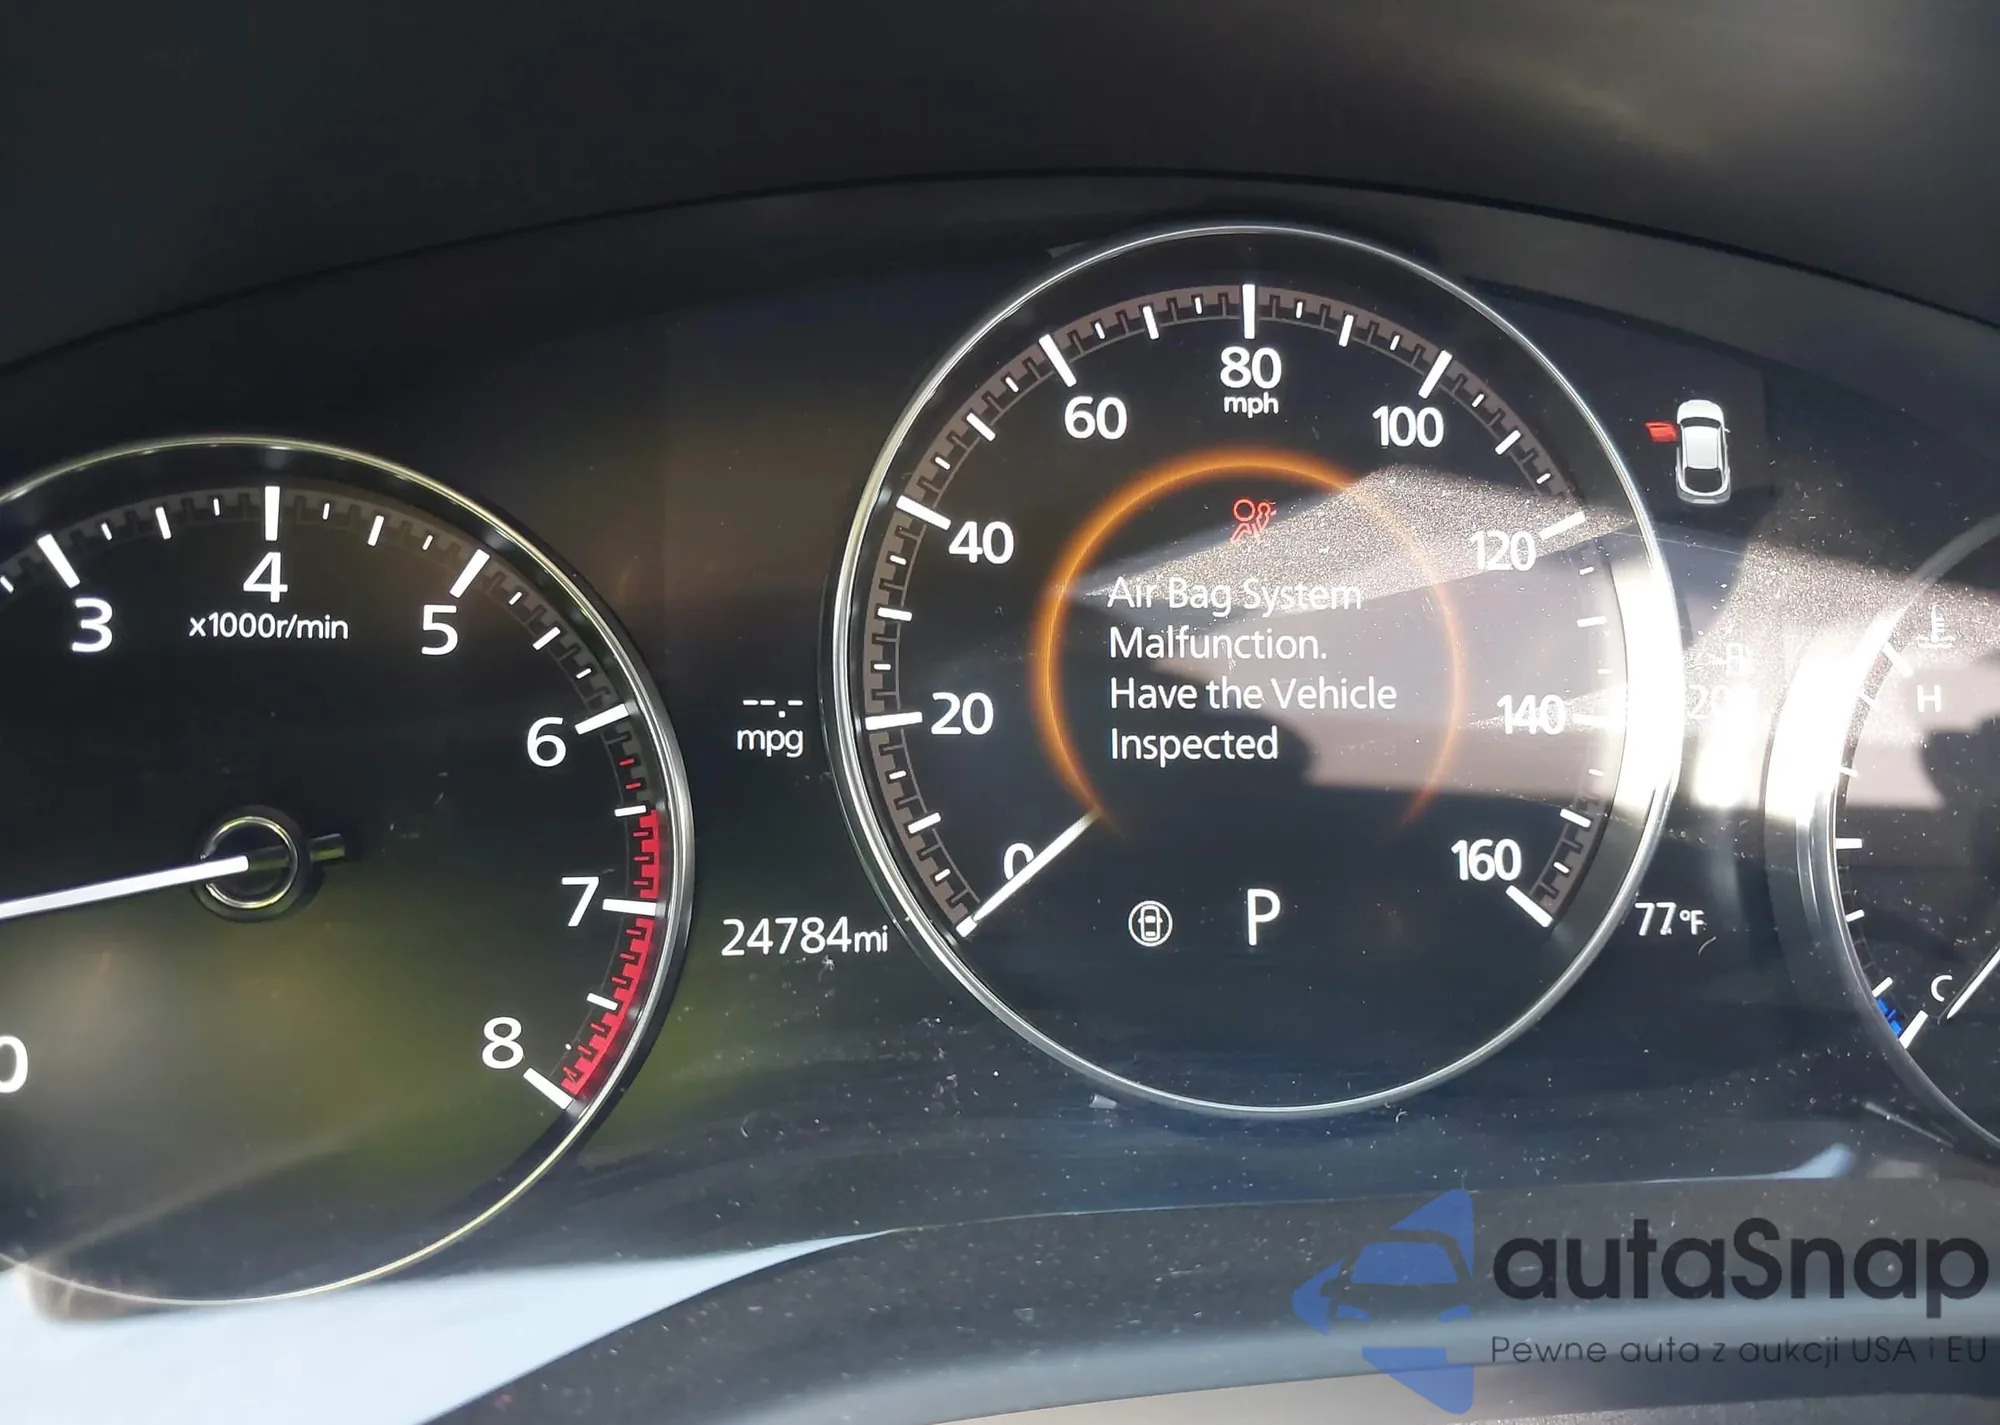 3
4
x1000r/min
5
6
7
8
0
--.-
mpg
24784mi
0
20
40
60
80
mph
100
120
140
160
Air Bag System
Malfunction.
Have the Vehicle
Inspected
P
77°F
H
C
autaSnap
Pewne auta z aukcji USA i EU